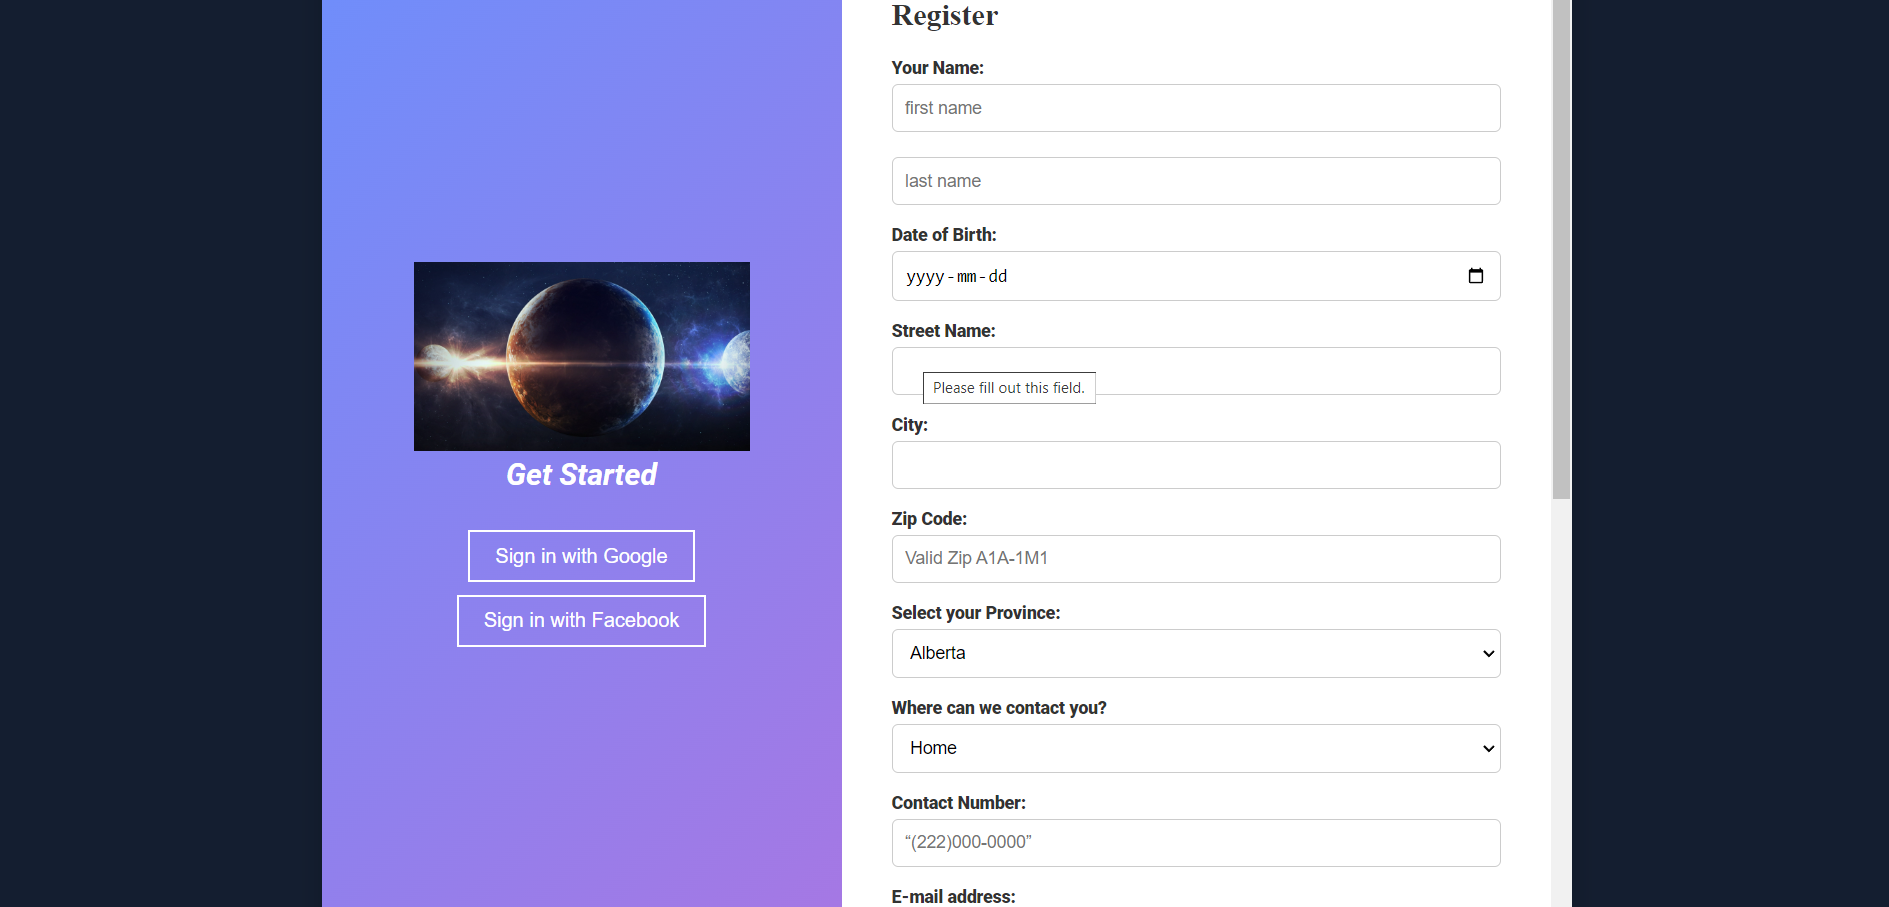 Get Started
Sign in with Google
Sign in with Facebook
Register
Your Name:
first name
last name
Date of Birth:
yyyy-mm-dd
Street Name:
Please fill out this field.
City:
Zip Code:
Valid Zip A1A-1M1
Select your Province:
Alberta
Where can we contact you?
Home
Contact Number:
“(222)000-0000”
E-mail address: